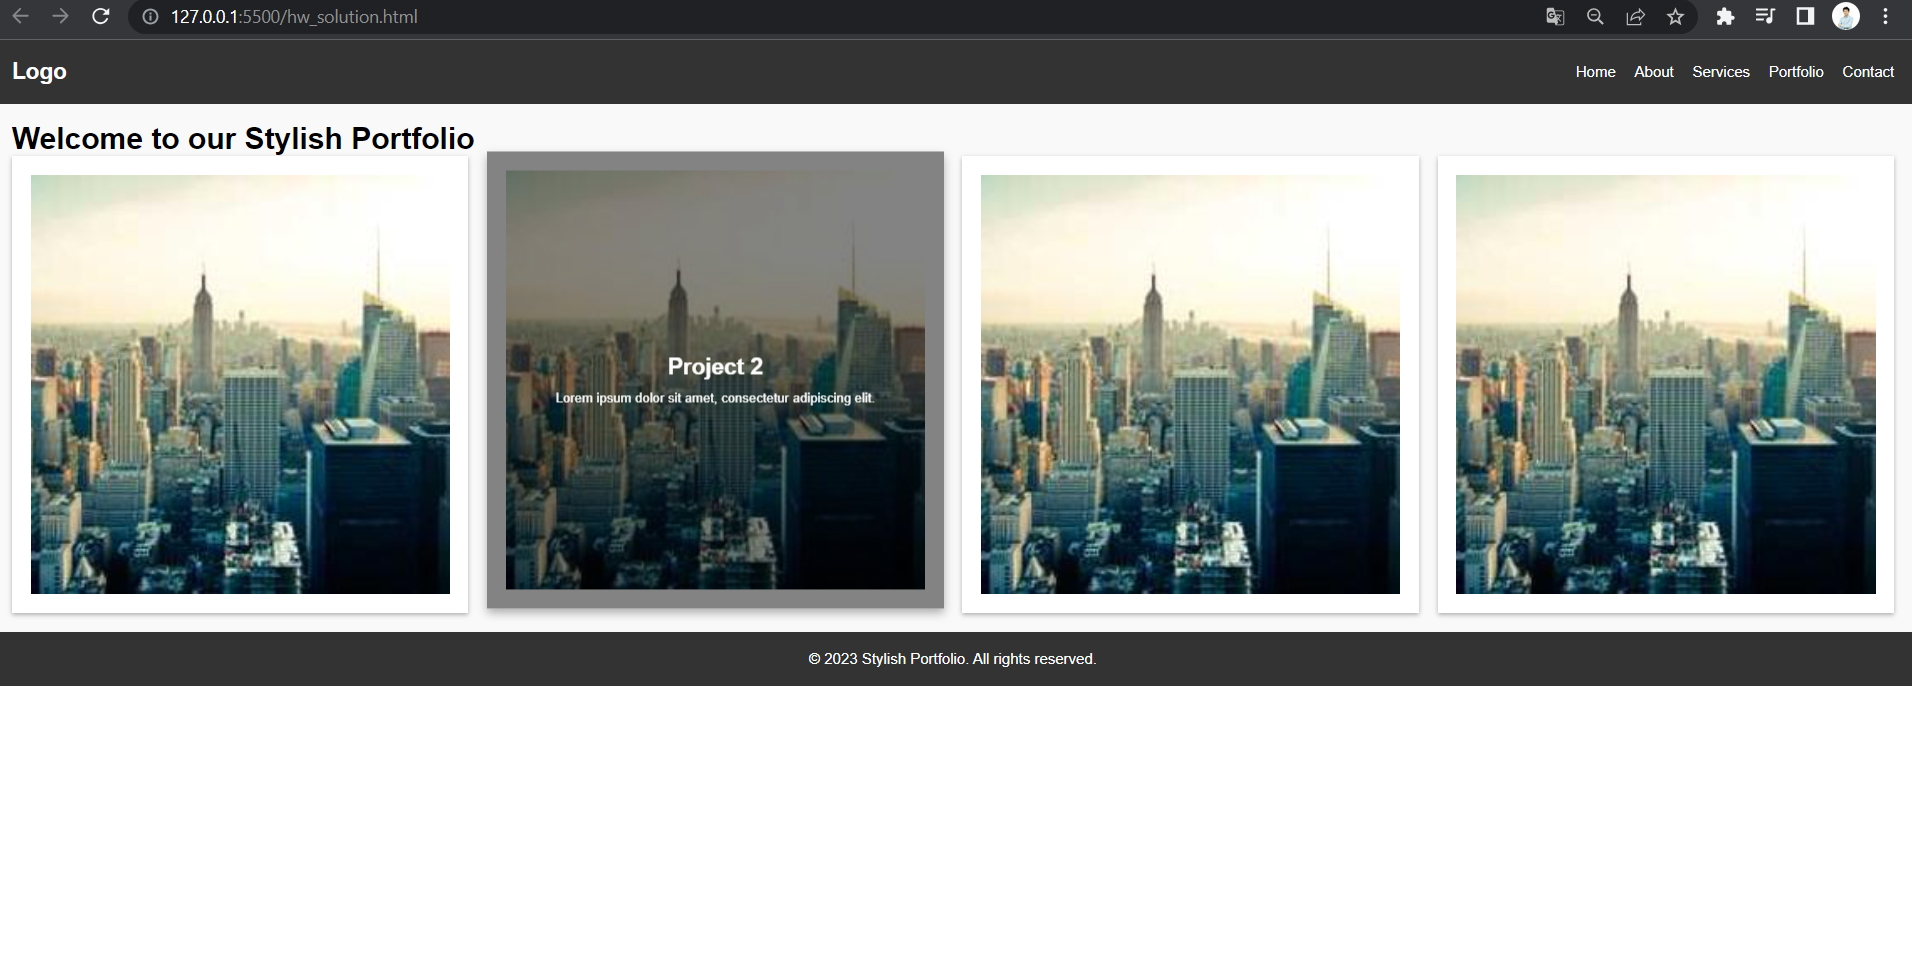 127.0.0.1:5500/hw_solution.html
Logo
Home About Services Portfolio Contact
Welcome to our Stylish Portfolio
Project 2
Lorem ipsum dolor sit amet, consectetur adipiscing elit.
© 2023 Stylish Portfolio. All rights reserved.